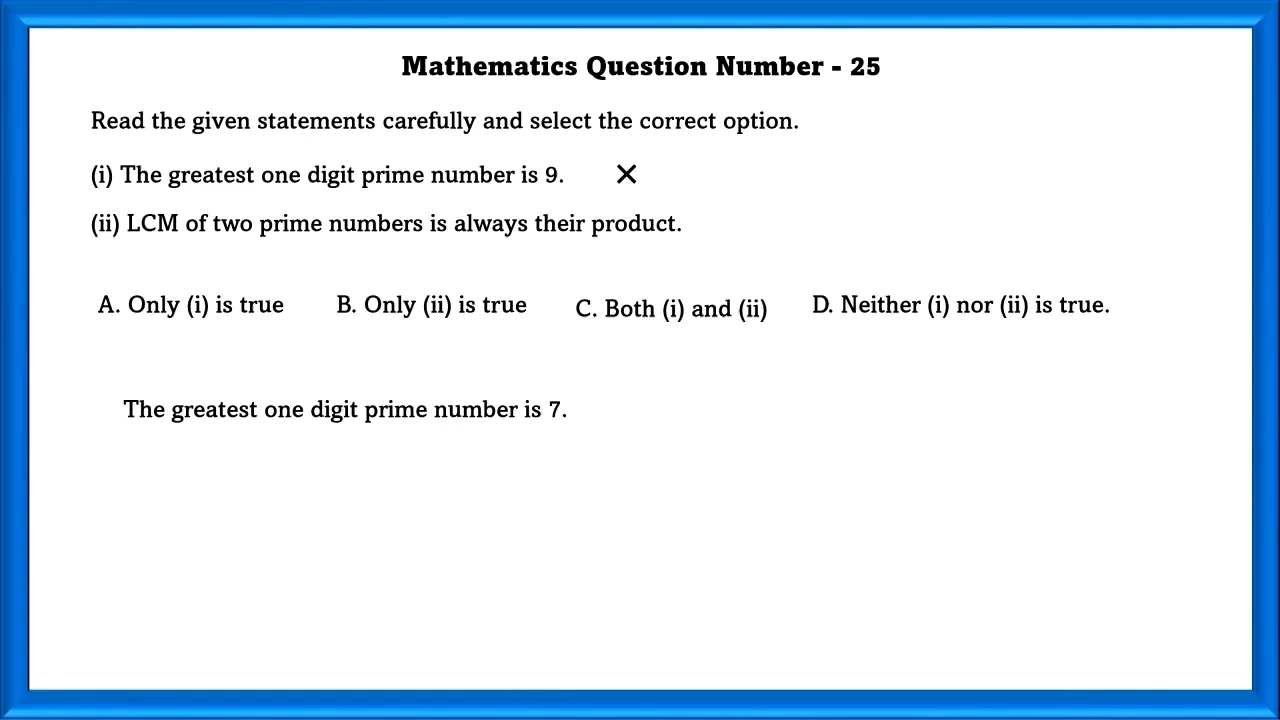 Mathematics Question Number - 25
Read the given statements carefully and select the correct option.
(i) The greatest one digit prime number is 9. ✕
(ii) LCM of two prime numbers is always their product.
A. Only (i) is true B. Only (ii) is true C. Both (i) and (ii) D. Neither (i) nor (ii) is true.
The greatest one digit prime number is 7.